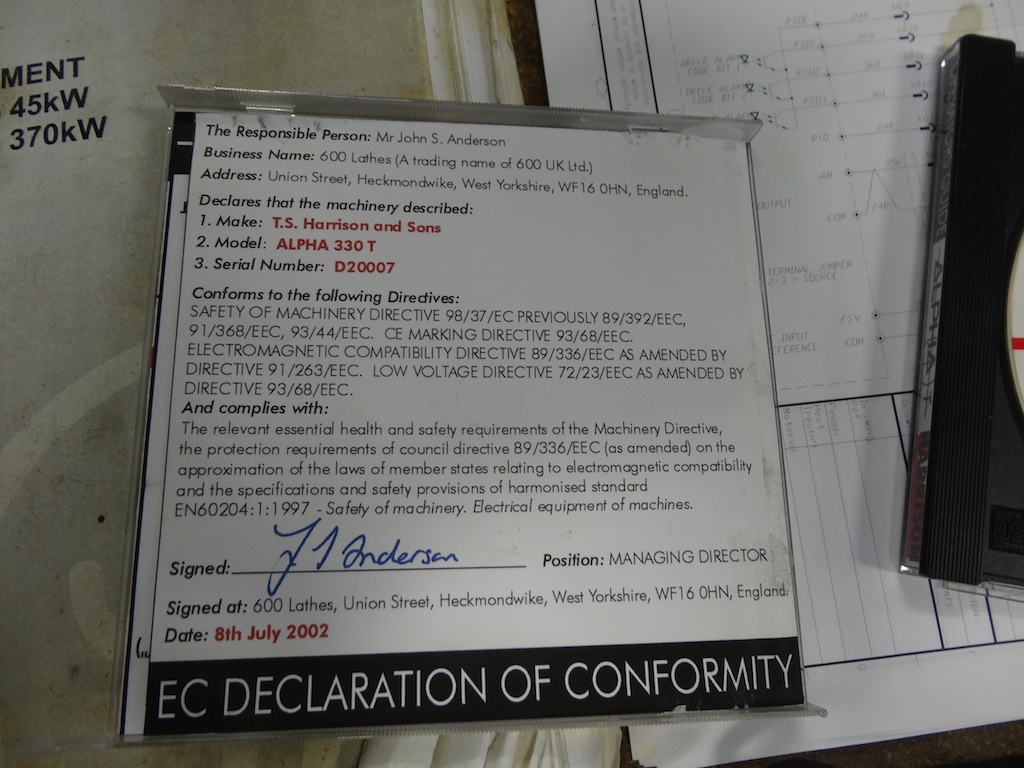 MENT
45kW
370kW
The Responsible Person: Mr John S. Anderson
Business Name: 600 Lathes (A trading name of 600 UK Ltd.)
Address: Union Street, Heckmondwike, West Yorkshire, WF16 0HN, England.
Declares that the machinery described:
1. Make: T.S. Harrison and Sons
2. Model: ALPHA 330 T
3. Serial Number: D20007
Conforms to the following Directives:
SAFETY OF MACHINERY DIRECTIVE 98/37/EC PREVIOUSLY 89/392/EEC,
91/368/EEC, 93/44/EEC. CE MARKING DIRECTIVE 93/68/EEC.
ELECTROMAGNETIC COMPATIBILITY DIRECTIVE 89/336/EEC AS AMENDED BY
DIRECTIVE 91/263/EEC. LOW VOLTAGE DIRECTIVE 72/23/EEC AS AMENDED BY
DIRECTIVE 93/68/EEC.
And complies with:
The relevant essential health and safety requirements of the Machinery Directive,
the protection requirements of council directive 89/336/EEC (as amended) on the
approximation of the laws of member states relating to electromagnetic compatibility
and the specifications and safety provisions of harmonised standard
EN60204:1:1997 - Safety of machinery. Electrical equipment of machines.
Signed: J S Anderson Position: MANAGING DIRECTOR
Signed at: 600 Lathes, Union Street, Heckmondwike, West Yorkshire, WF16 0HN, England.
Date: 8th July 2002
EC DECLARATION OF CONFORMITY
DRIVE ALARM
CODE BIT
DRIVE ALARM
CODE BIT
OUTPUT
COM
TERMINAL JUMPER
2/3 = SOURCE
FSV
INPUT
COM
ALPHA
HARRISON